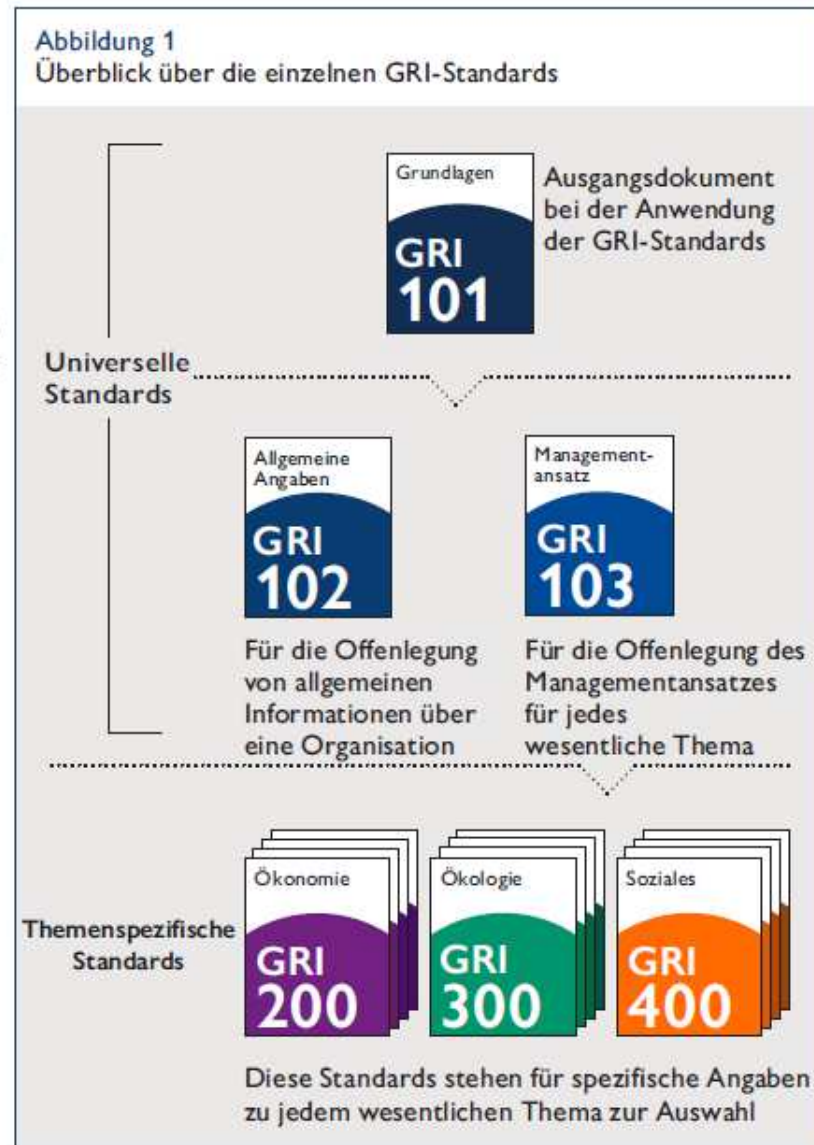 Abbildung 1
Überblick über die einzelnen GRI-Standards
Grundlagen
GRI
101
Ausgangsdokument
bei der Anwendung
der GRI-Standards
Universelle
Standards
Allgemeine
Angaben
GRI
102
Für die Offenlegung
von allgemeinen
Informationen über
eine Organisation
Management-
ansatz
GRI
103
Für die Offenlegung des
Managementansatzes
für jedes
wesentliche Thema
Themenspezifische
Standards
Ökonomie
GRI
200
Ökologie
GRI
300
Soziales
GRI
400
Diese Standards stehen für spezifische Angaben
zu jedem wesentlichen Thema zur Auswahl